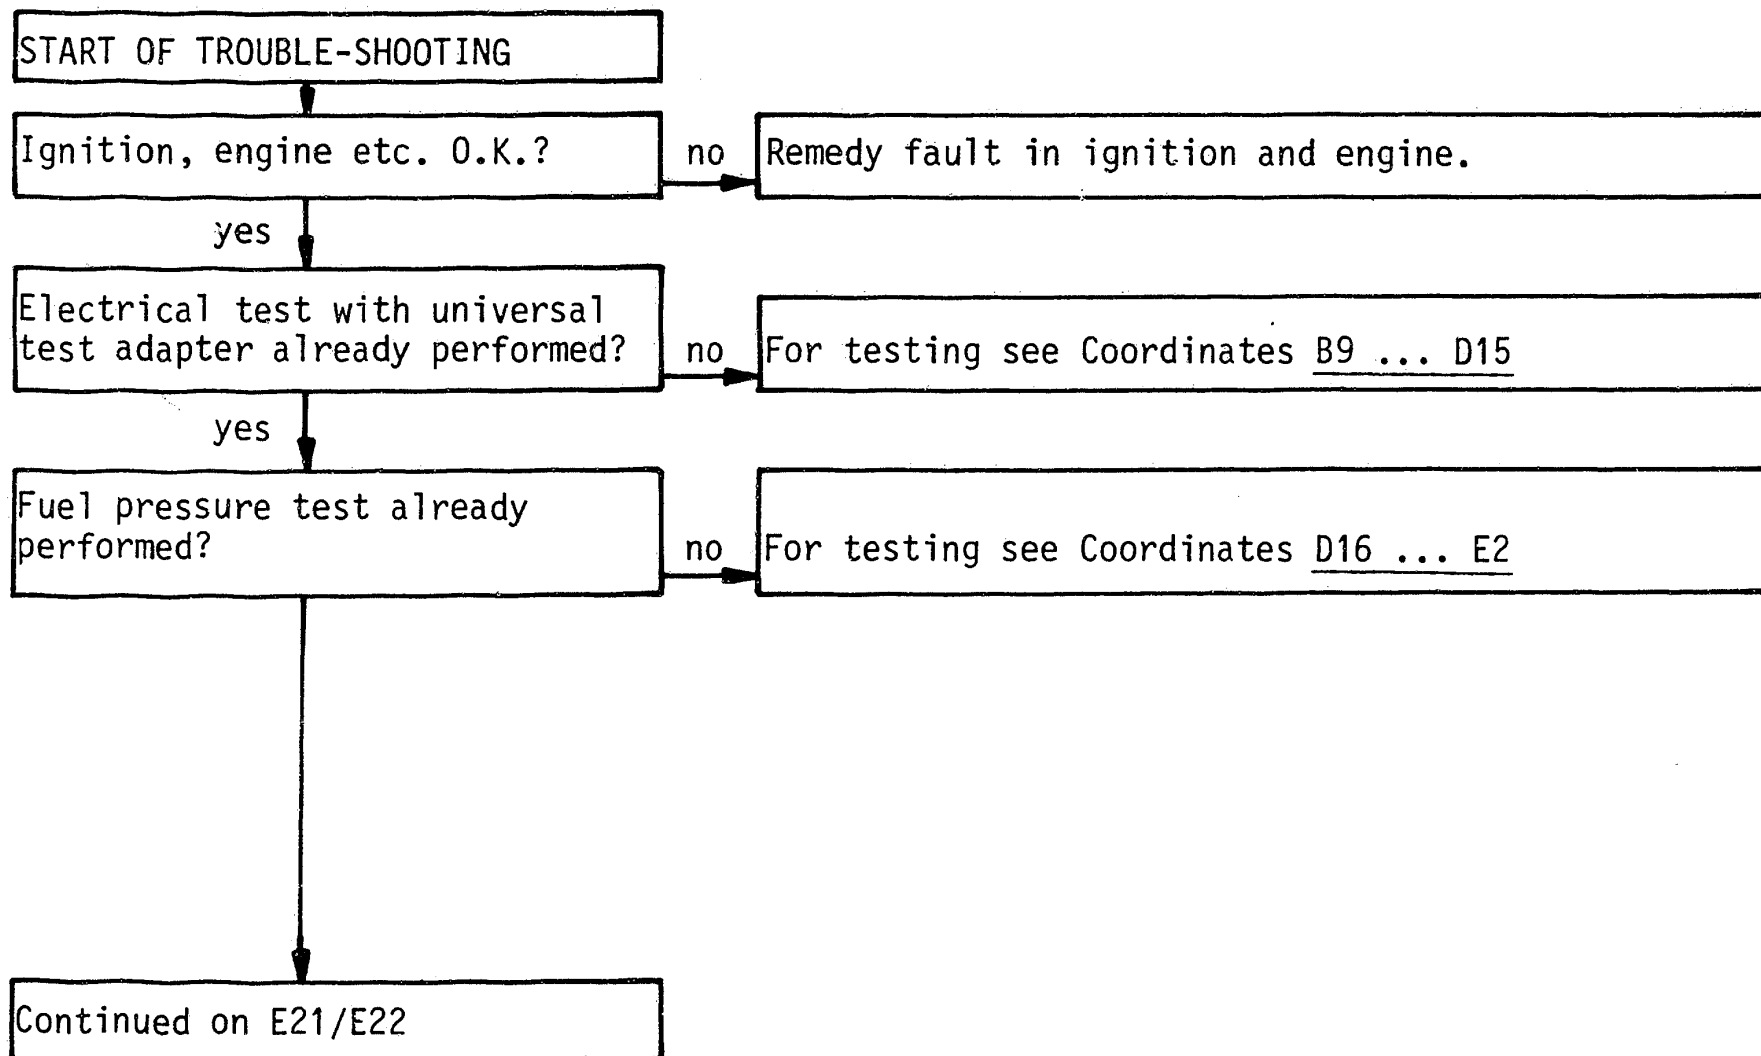 START OF TROUBLE-SHOOTING
Ignition, engine etc. O.K.?
no
Remedy fault in ignition and engine.
yes
Electrical test with universal
test adapter already performed?
no
For testing see Coordinates B9 ... D15
yes
Fuel pressure test already
performed?
no
For testing see Coordinates D16 ... E2
Continued on E21/E22